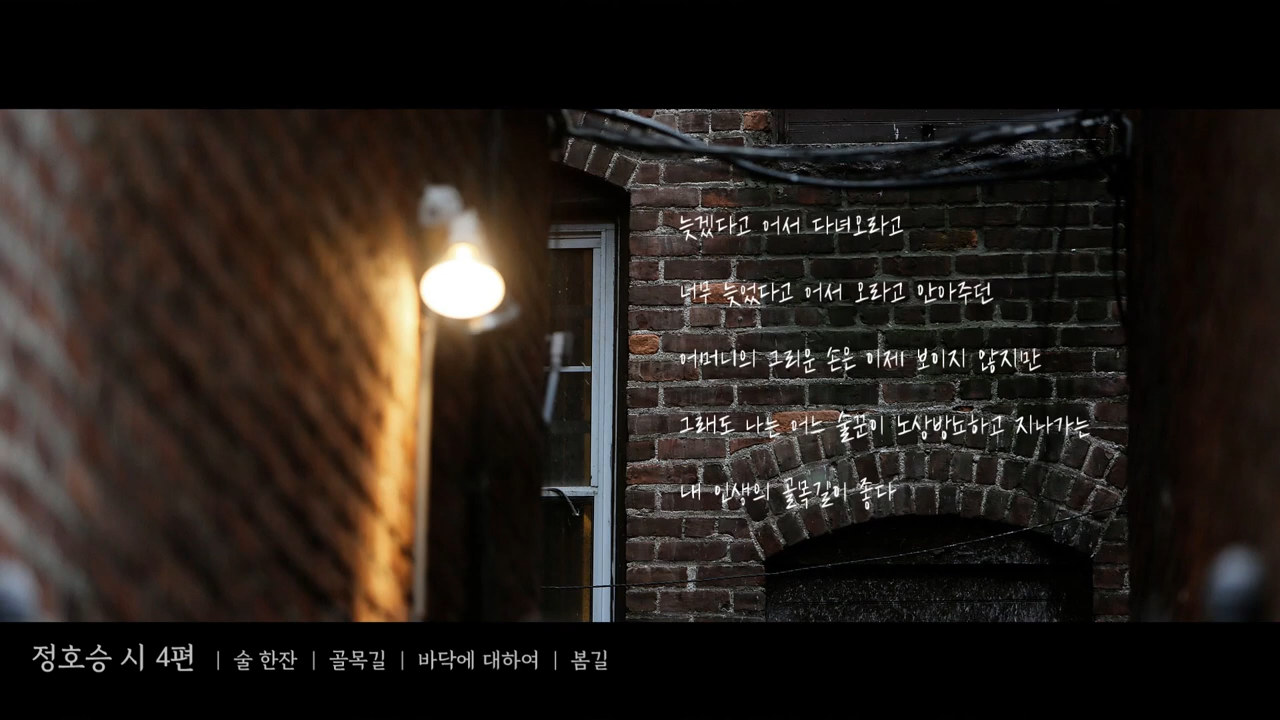 늦겠다고 어서 다녀오라고
너무 늦었다고 어서 오라고 안아주던
어머니의 그리운 손은 이제 보이지 않지만
그래도 나는 어느 술꾼이 노상방뇨하고 지나가는
내 인생의 골목길이 좋다
정호승 시 4편 | 술 한잔 | 골목길 | 바닥에 대하여 | 봄길